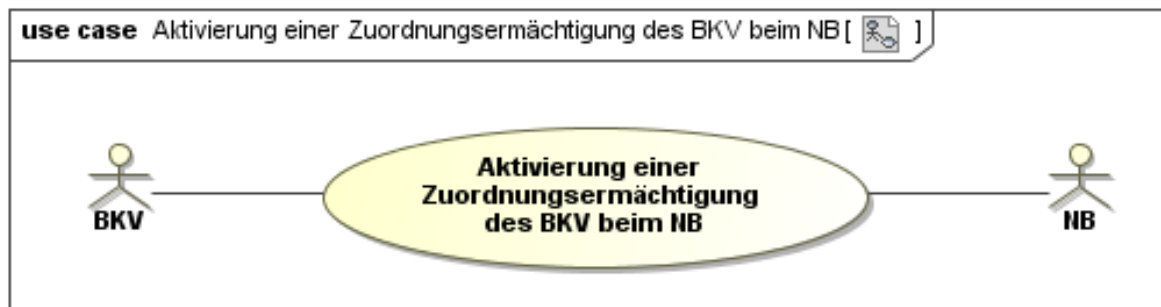 use case Aktivierung einer Zuordnungsermächtigung des BKV beim NB [ ]
Aktivierung einer
Zuordnungsermächtigung
des BKV beim NB
BKV
NB